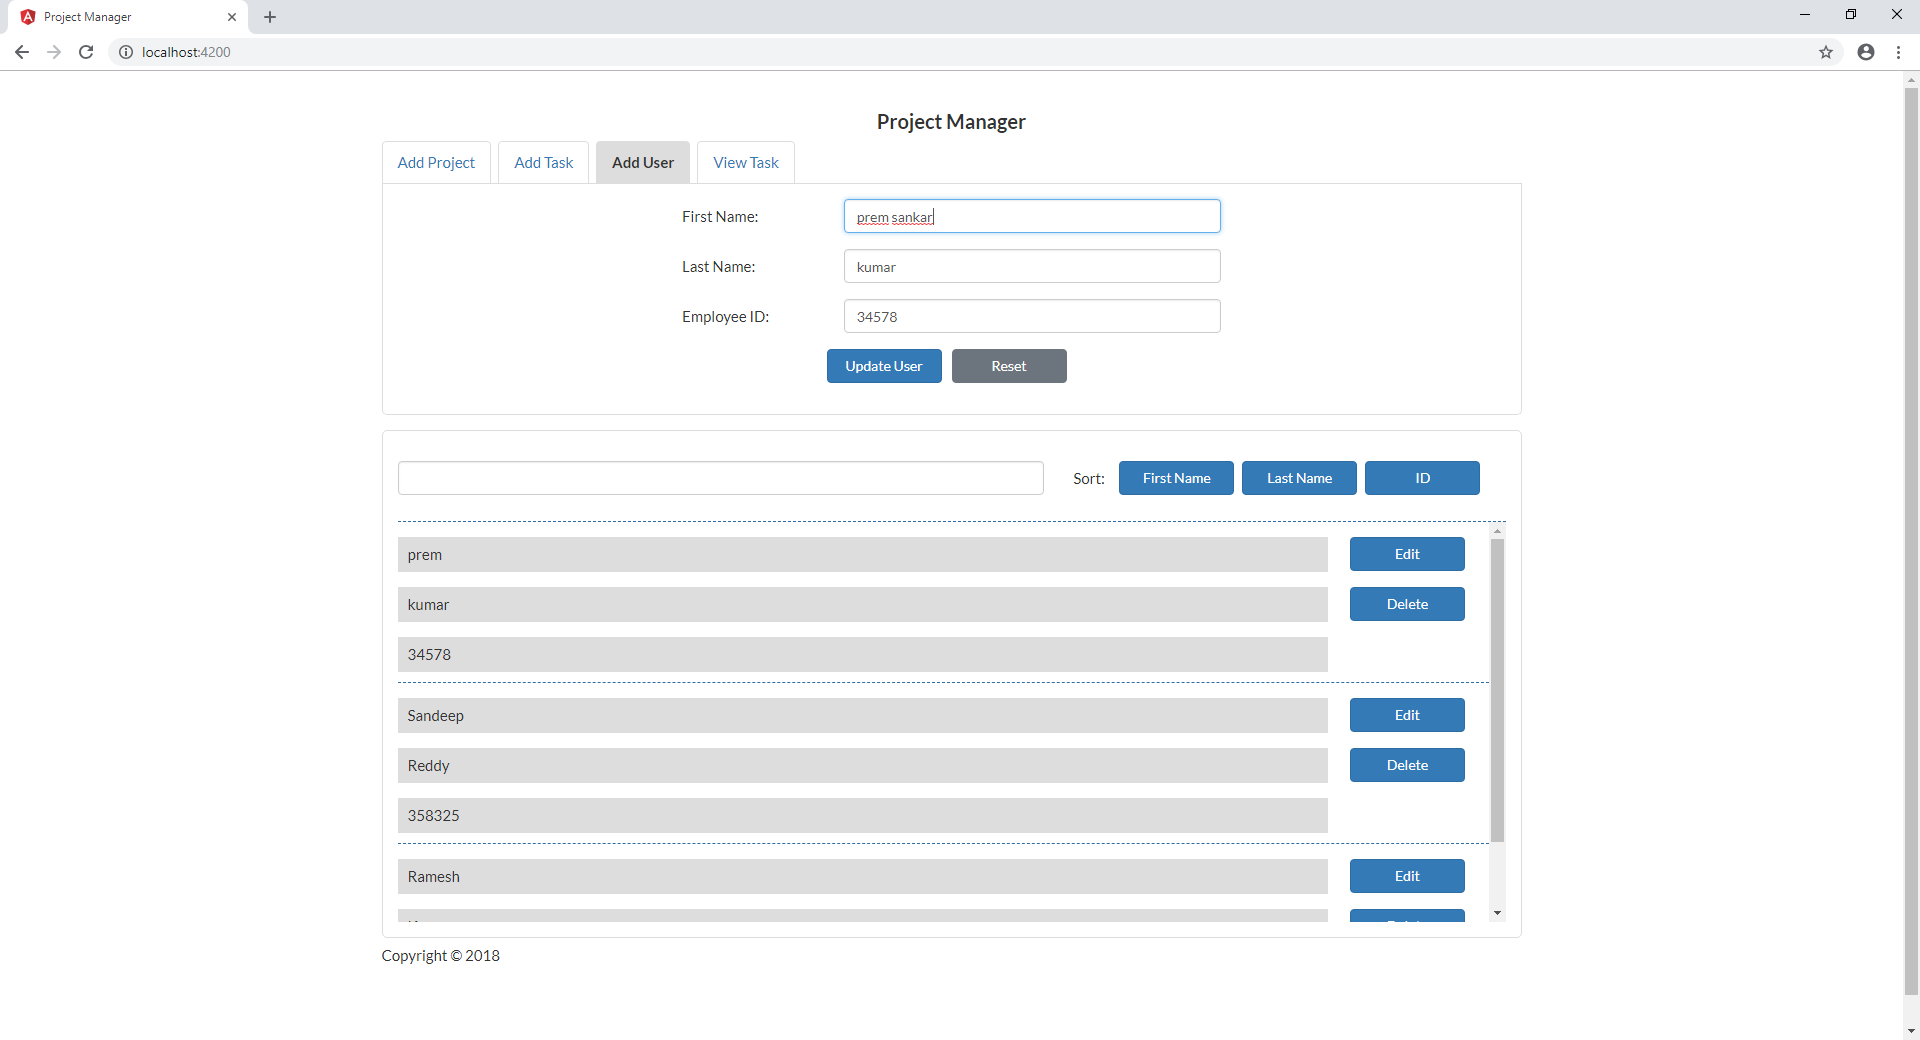 Project Manager
localhost:4200
Project Manager
Add Project Add Task Add User View Task
First Name: prem sankar
Last Name: kumar
Employee ID: 34578
Update User Reset
Sort: First Name Last Name ID
prem Edit
kumar Delete
34578
Sandeep Edit
Reddy Delete
358325
Ramesh Edit
Copyright © 2018